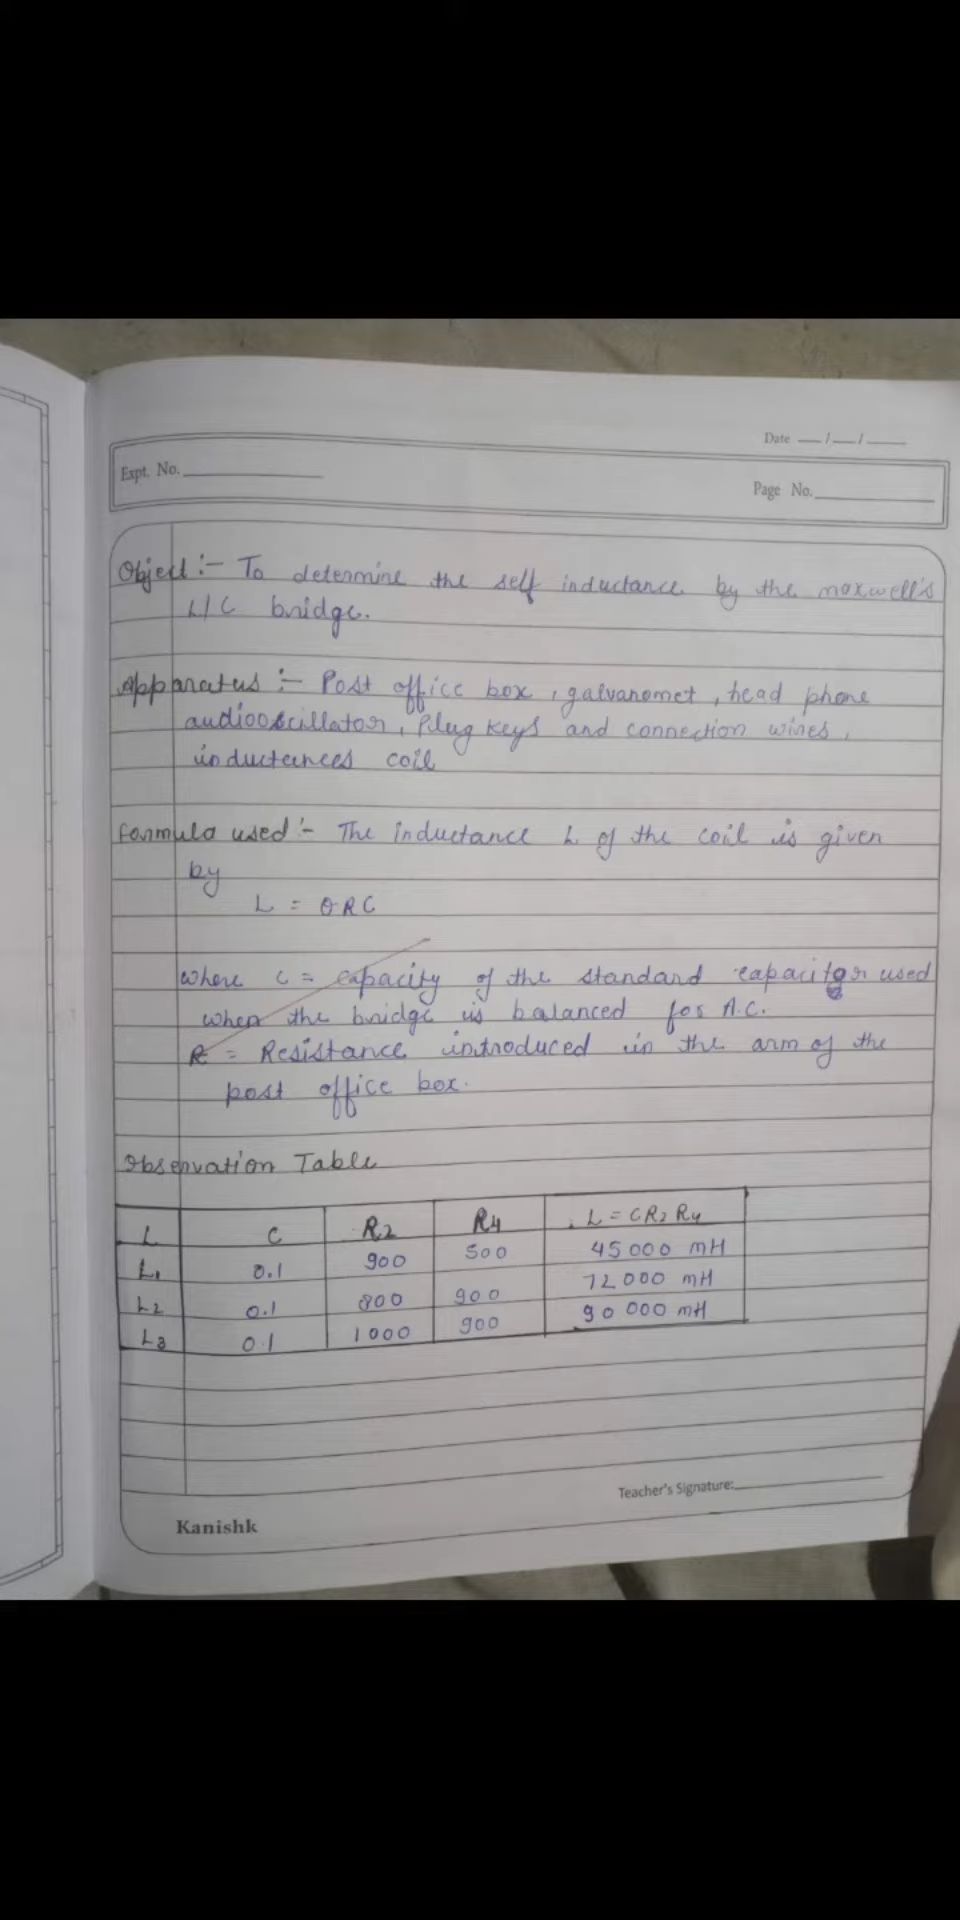 Date __/__/____
Expt. No.
Page No.
Object :- To determine the self inductance by the maxwell's
L/C bridge.
Apparatus :- Post office box, galvanomet, head phone
audiooscillator, Plug keys and connection wires,
inductances coil
formula used :- The inductance L of the coil is given
by
L = QRC
where C = capacity of the standard capacitor used
when the bridge is balanced for A.C.
R = Resistance introduced in the arm of the
post office box.
Observation Table
L C R2 R4 L = CR2 R4
L1 0.1 900 500 45000 mH
L2 0.1 800 900 72000 mH
L3 0.1 1000 900 90 000 mH
Teacher's Signature:
Kanishk